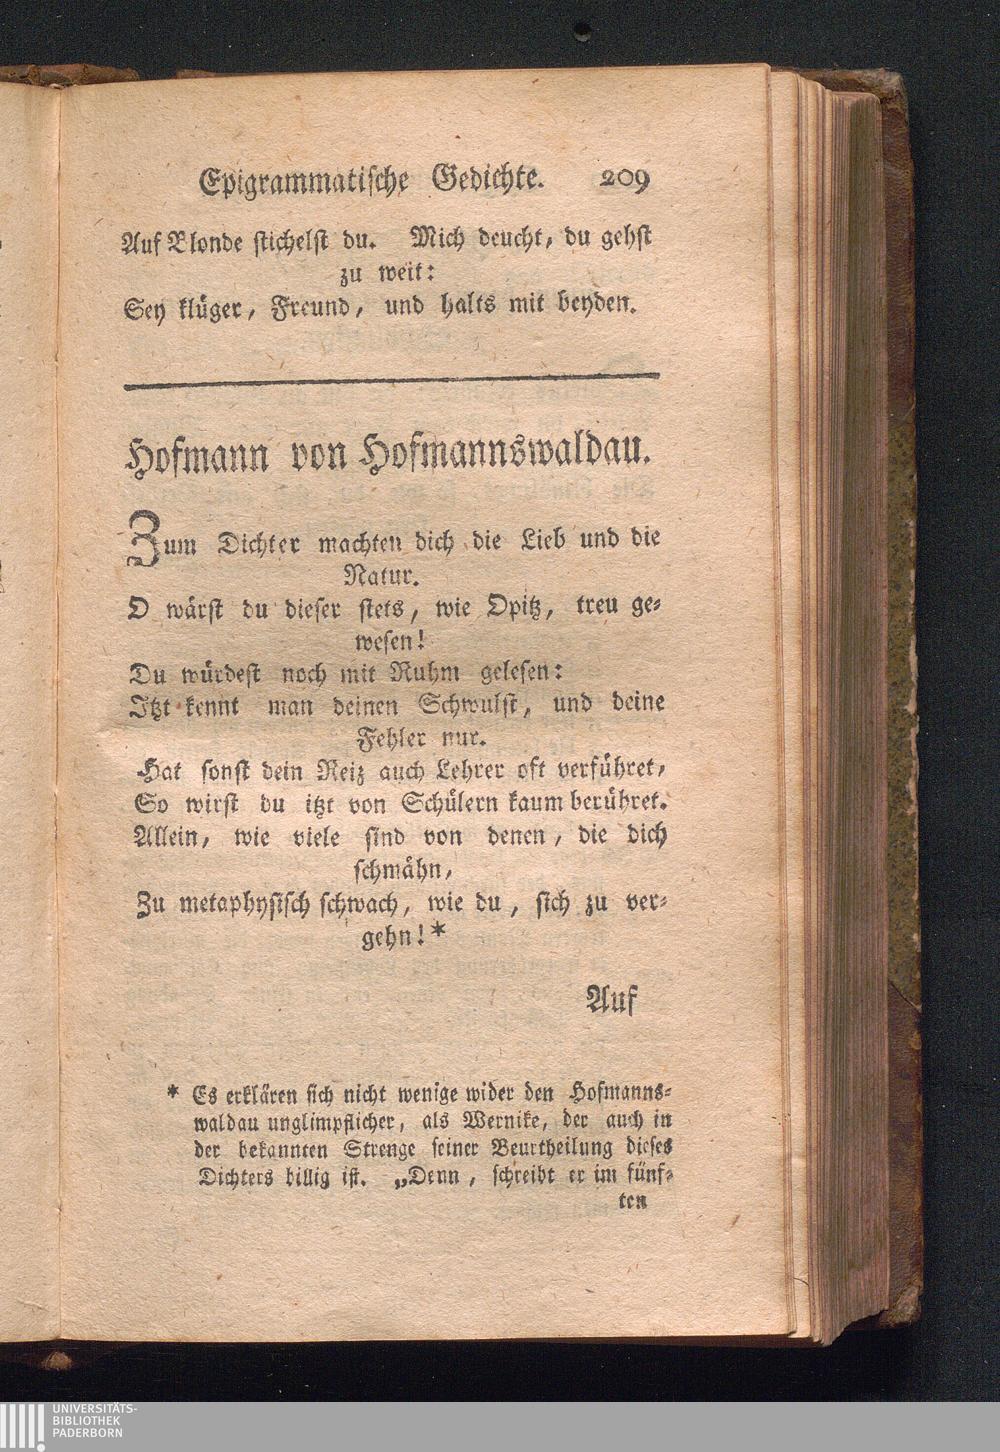 Epigrammatische Gedichte. 209
Auf Blonde stichelst du. Mich deucht, du gehst
zu weit:
Sey klüger, Freund, und halts mit beyden.
Hofmann von Hofmannswaldau.
Zum Dichter machten dich die Lieb und die
Natur.
O wärst du dieser stets, wie Opitz, treu ge-
wesen!
Du würdest noch mit Ruhm gelesen:
Itzt kennt man deinen Schwulst, und deine
Fehler nur.
Hat sonst dein Reiz auch Lehrer oft verführet,
So wirst du itzt von Schülern kaum berühret.
Allein, wie viele sind von denen, die dich
schmähn,
Zu metaphysisch schwach, wie du, sich zu ver-
gehn!*
Auf
* Es erklären sich nicht wenige wider den Hofmanns-
waldau unglimpflicher, als Wernike, der auch in
der bekannten Strenge seiner Beurtheilung dieses
Dichters billig ist. „Denn, schreibt er im fünf-
ten
UNIVERSITÄTS-
BIBLIOTHEK
PADERBORN